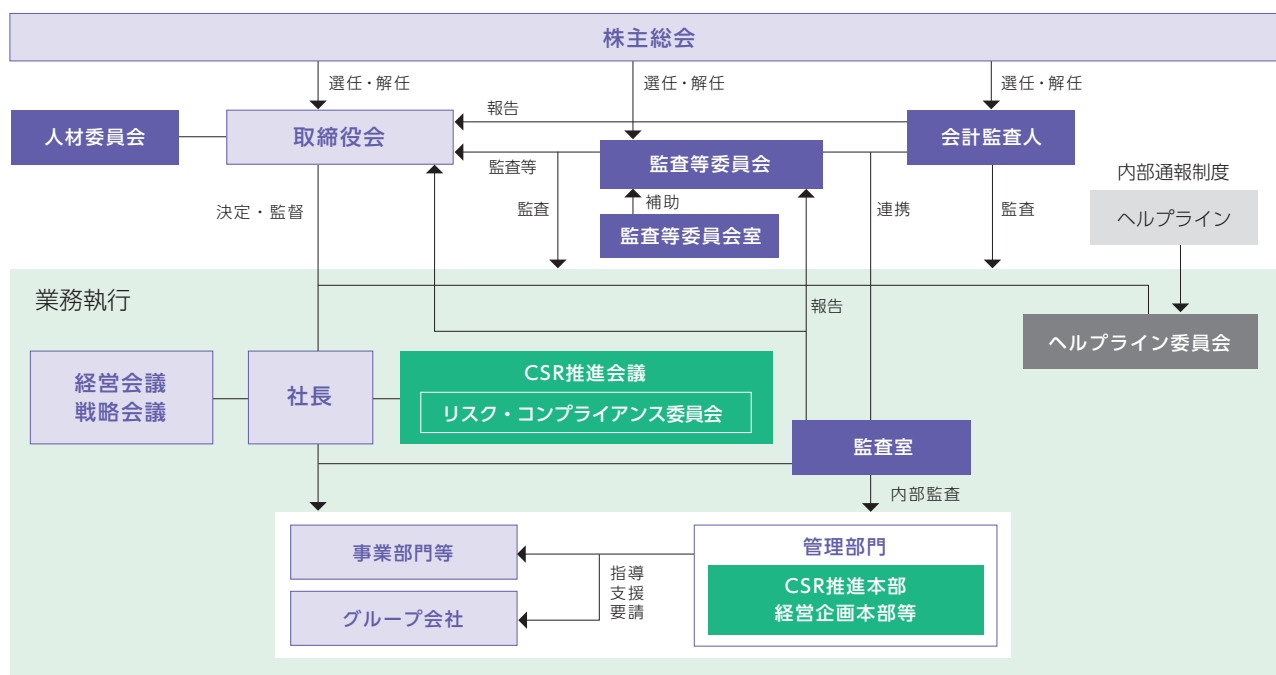 株主総会
選任・解任
選任・解任
選任・解任
人材委員会
取締役会
報告
会計監査人
監査等
監査等委員会
内部通報制度
決定・監督
監査
補助
連携
監査
ヘルプライン
監査等委員会室
業務執行
報告
ヘルプライン委員会
経営会議
戦略会議
社長
CSR推進会議
リスク・コンプライアンス委員会
監査室
内部監査
事業部門等
グループ会社
指導
支援
要請
管理部門
CSR推進本部
経営企画本部等